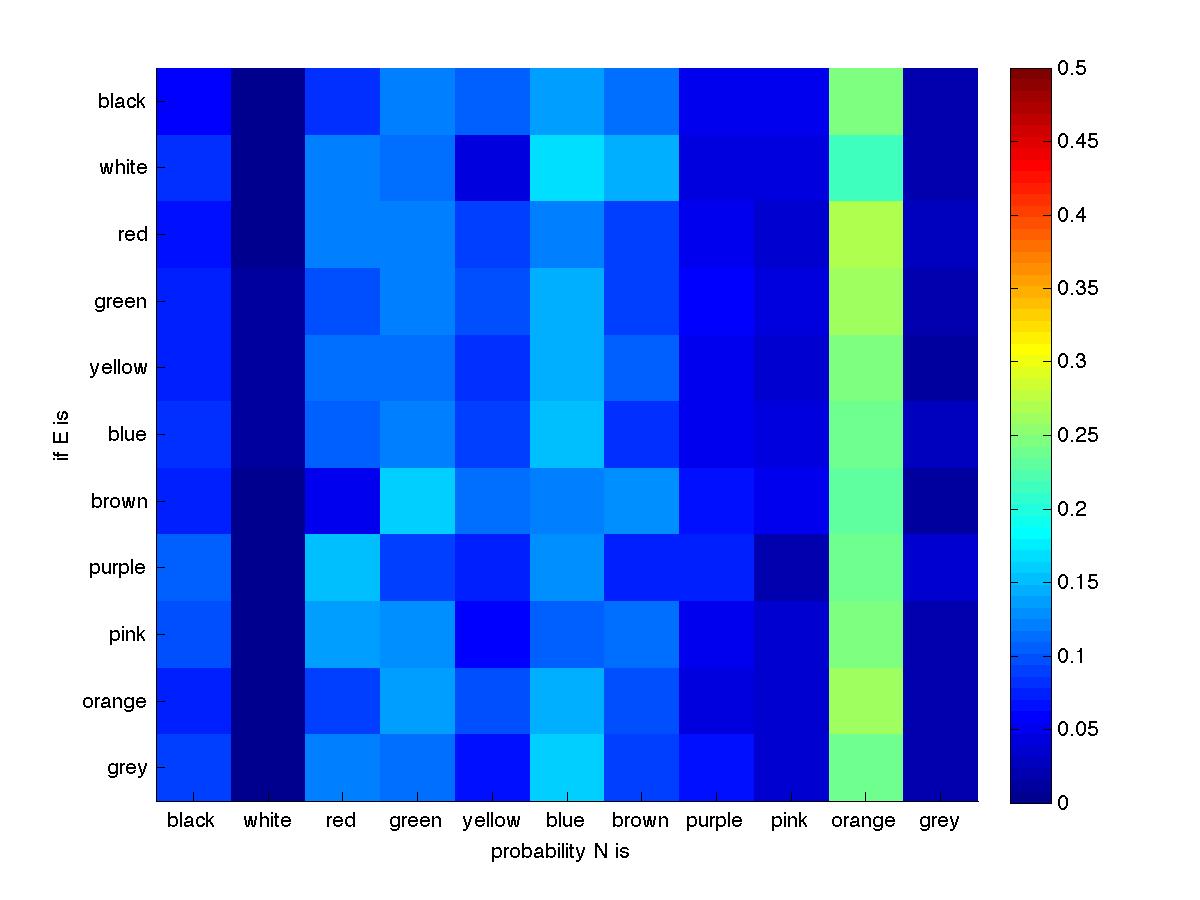 black
white
red
green
yellow
blue
brown
purple
pink
orange
grey
if E is
black white red green yellow blue brown purple pink orange grey
probability N is
0.5
0.45
0.4
0.35
0.3
0.25
0.2
0.15
0.1
0.05
0